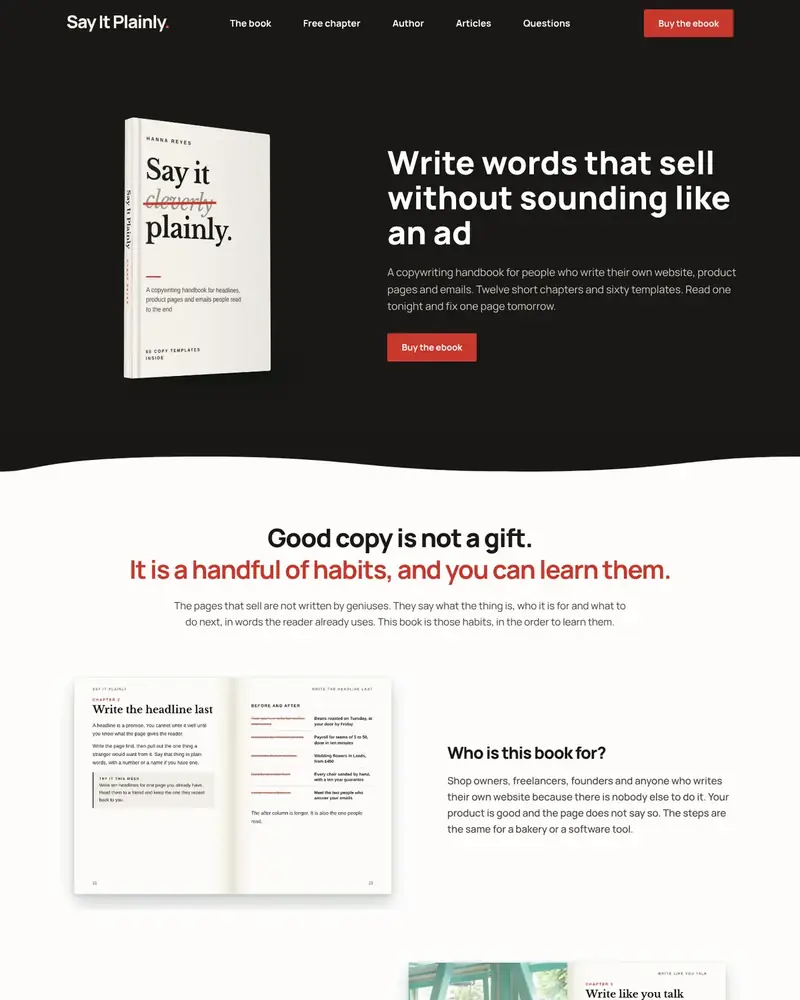 Say It Plainly.
The book
Free chapter
Author
Articles
Questions
Buy the ebook
HANNA REYES
Say it
cleverly
plainly.
A copywriting handbook for headlines,
product pages and emails people read
to the end
60 COPY TEMPLATES
INSIDE
Say It Plainly
Write words that sell
without sounding like
an ad
A copywriting handbook for people who write their own website, product
pages and emails. Twelve short chapters and sixty templates. Read one
tonight and fix one page tomorrow.
Buy the ebook
Good copy is not a gift.
It is a handful of habits, and you can learn them.
The pages that sell are not written by geniuses. They say what the thing is, who it is for and what to
do next, in words the reader already uses. This book is those habits, in the order to learn them.
SAY IT PLAINLY
CHAPTER 2
Write the headline last
A headline is a promise. You cannot write it well until
you know what the page gives the reader.
Write the page first, then pull out the one thing a
stranger would want from it. Say that thing in plain
words, with a number or a name if you have one.
TRY IT THIS WEEK
Write ten headlines for one page you already have.
Read them to a friend and keep the one they repeat
back to you.
WRITE THE HEADLINE LAST
BEFORE AND AFTER
Beans roasted on Tuesday, at
your door by Friday
Payroll for teams of 5 to 50,
done in ten minutes
Wedding flowers in Leeds,
from £450
Every chair sanded by hand,
with a ten year guarantee
Meet the two people who
answer your emails
The after column is longer. It is also the one people
read.
Who is this book for?
Shop owners, freelancers, founders and anyone who writes
their own website because there is nobody else to do it. Your
product is good and the page does not say so. The steps are
the same for a bakery or a software tool.
WRITE LIKE YOU TALK
Write like you talk